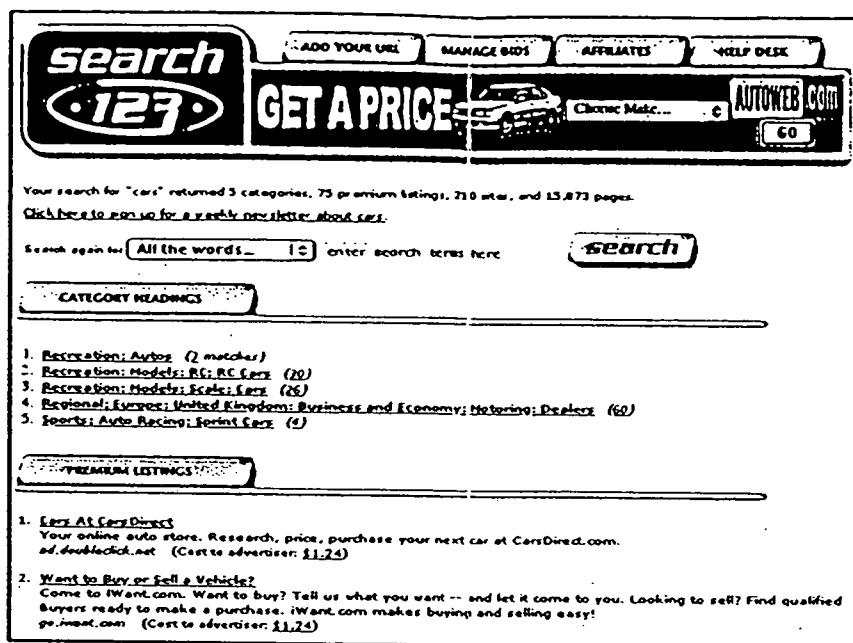 search
123
ADD YOUR URL
MANAGE BIDS
AFFILIATES
HELP DESK
GET A PRICE
Choose Make...
AUTOWEB.com
GO
Your search for "cars" returned 5 categories, 75 premium listings, 210 sites, and 15,873 pages.
Click here to sign up for a weekly newsletter about cars.
Search again for All the words... enter search terms here search
CATEGORY HEADINGS
1. Recreation: Autos (2 matches)
2. Recreation: Models: RC: RC Cars (20)
3. Recreation: Models: Scale: Cars (26)
4. Regional: Europe: United Kingdom: Business and Economy: Motoring: Dealers (60)
5. Sports: Auto Racing: Sprint Cars (4)
PREMIUM LISTINGS
1. Cars At CarsDirect
Your online auto store. Research, price, purchase your next car at CarsDirect.com.
ad.doubleclick.net (Cost to advertiser: $1.24)
2. Want to Buy or Sell a Vehicle?
Come to iWant.com. Want to buy? Tell us what you want -- and let it come to you. Looking to sell? Find qualified
Buyers ready to make a purchase. iWant.com makes buying and selling easy!
go.iwant.com (Cost to advertiser: $1.24)